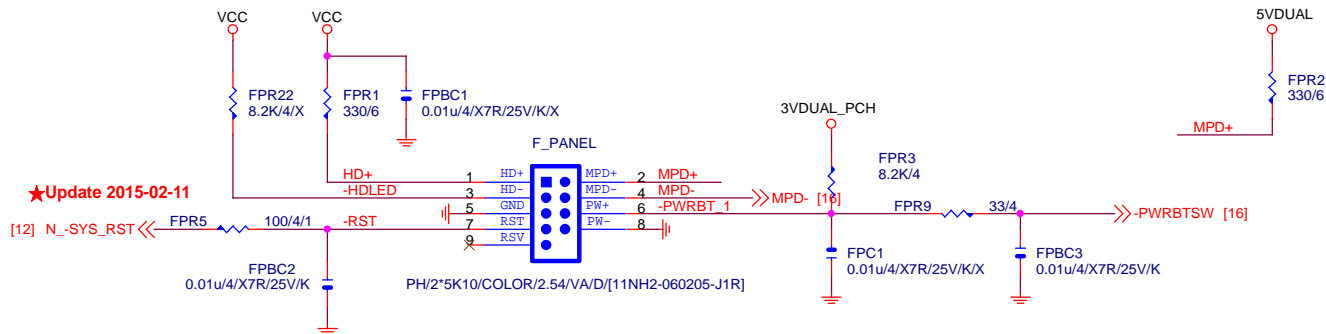 VCC
VCC
5VDUAL
FPR22
8.2K/4/X
FPR1
330/6
FPBC1
0.01u/4/X7R/25V/K/X
FPR2
330/6
3VDUAL_PCH
MPD+
F_PANEL
FPR3
8.2K/4
★Update 2015-02-11
HD+
1
HD+
MPD+
2
MPD+
-HDLED
3
HD-
MPD-
4
MPD-
MPD- [16]
5
GND
PW+
6
-PWRBT_1
FPR9
33/4
-PWRBTSW [16]
[12] N_-SYS_RST
FPR5
100/4/1
-RST
7
RST
PW-
8
9
RSV
FPBC2
0.01u/4/X7R/25V/K
PH/2*5K10/COLOR/2.54/VA/D/[11NH2-060205-J1R]
FPC1
0.01u/4/X7R/25V/K/X
FPBC3
0.01u/4/X7R/25V/K